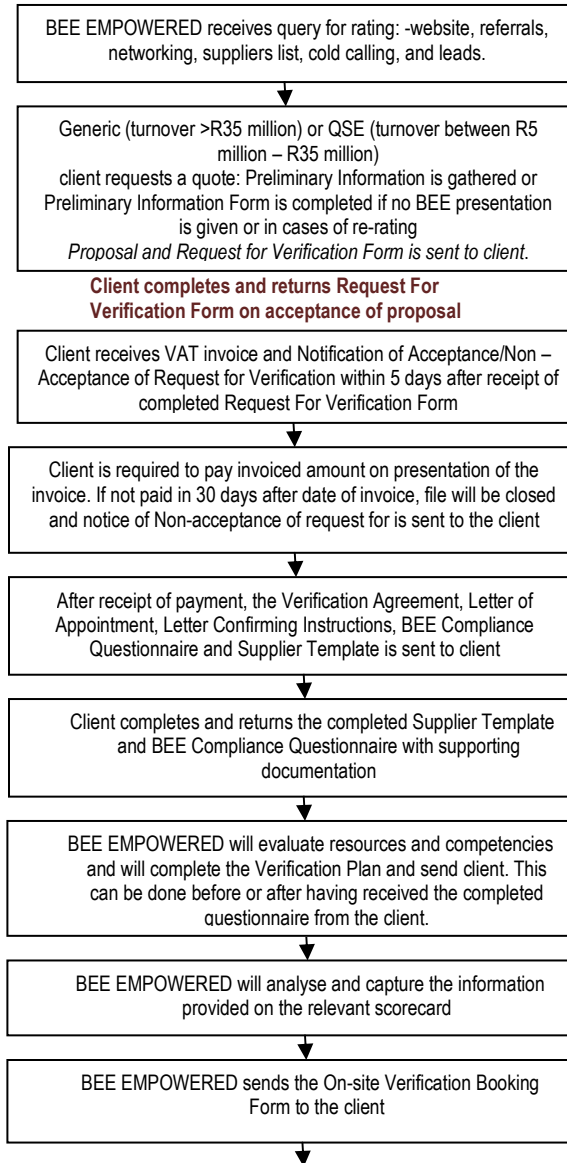 BEE EMPOWERED receives query for rating: -website, referrals,
networking, suppliers list, cold calling, and leads.
Generic (turnover >R35 million) or QSE (turnover between R5
million – R35 million)
client requests a quote: Preliminary Information is gathered or
Preliminary Information Form is completed if no BEE presentation
is given or in cases of re-rating
Proposal and Request for Verification Form is sent to client.
Client completes and returns Request For
Verification Form on acceptance of proposal
Client receives VAT invoice and Notification of Acceptance/Non –
Acceptance of Request for Verification within 5 days after receipt of
completed Request For Verification Form
Client is required to pay invoiced amount on presentation of the
invoice. If not paid in 30 days after date of invoice, file will be closed
and notice of Non-acceptance of request for is sent to the client
After receipt of payment, the Verification Agreement, Letter of
Appointment, Letter Confirming Instructions, BEE Compliance
Questionnaire and Supplier Template is sent to client
Client completes and returns the completed Supplier Template
and BEE Compliance Questionnaire with supporting
documentation
BEE EMPOWERED will evaluate resources and competencies
and will complete the Verification Plan and send client. This
can be done before or after having received the completed
questionnaire from the client.
BEE EMPOWERED will analyse and capture the information
provided on the relevant scorecard
BEE EMPOWERED sends the On-site Verification Booking
Form to the client